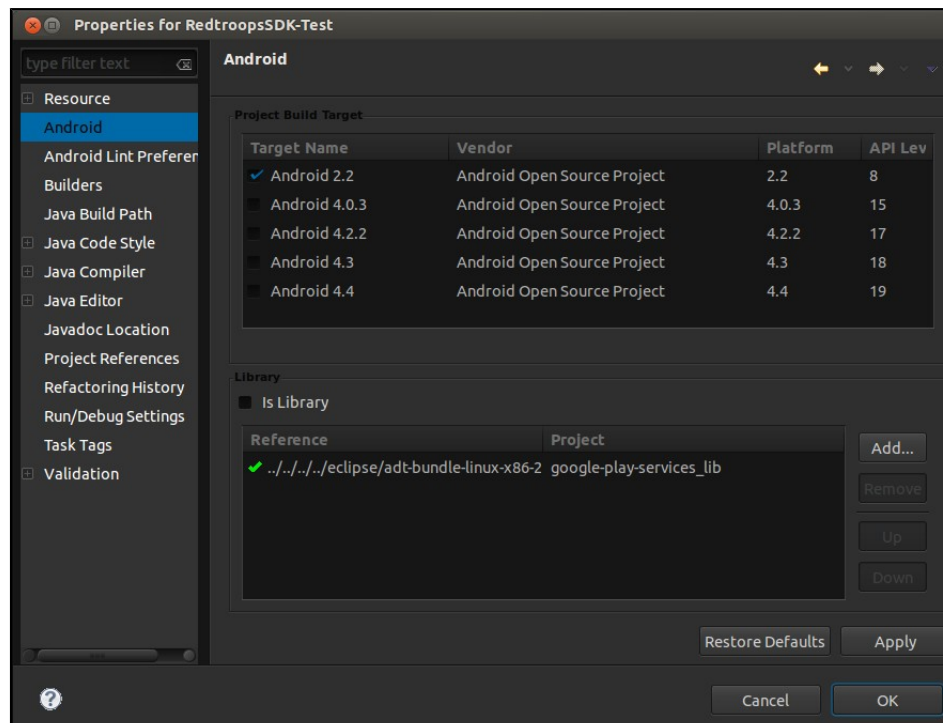 Properties for RedtroopsSDK-Test
type filter text
Android
Resource
Android
Android Lint Preferen
Builders
Java Build Path
Java Code Style
Java Compiler
Java Editor
Javadoc Location
Project References
Refactoring History
Run/Debug Settings
Task Tags
Validation
Project Build Target
Target Name Vendor Platform API Lev
Android 2.2 Android Open Source Project 2.2 8
Android 4.0.3 Android Open Source Project 4.0.3 15
Android 4.2.2 Android Open Source Project 4.2.2 17
Android 4.3 Android Open Source Project 4.3 18
Android 4.4 Android Open Source Project 4.4 19
Library
Is Library
Reference Project
../../../../eclipse/adt-bundle-linux-x86-2 google-play-services_lib
Add...
Remove
Up
Down
Restore Defaults Apply
? Cancel OK